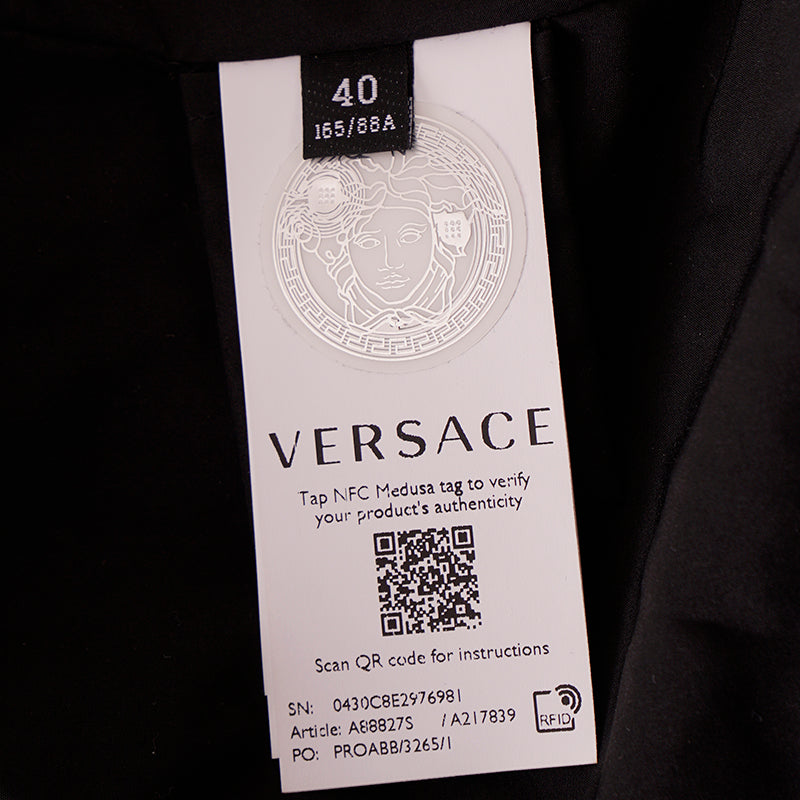 40
165/88A
VERSACE
Tap NFC Medusa tag to verify
your product's authenticity
Scan QR code for instructions
SN: 0430C8E2976981
Article: A88827S / A217839
PO: PROABB/3265/1
RFID